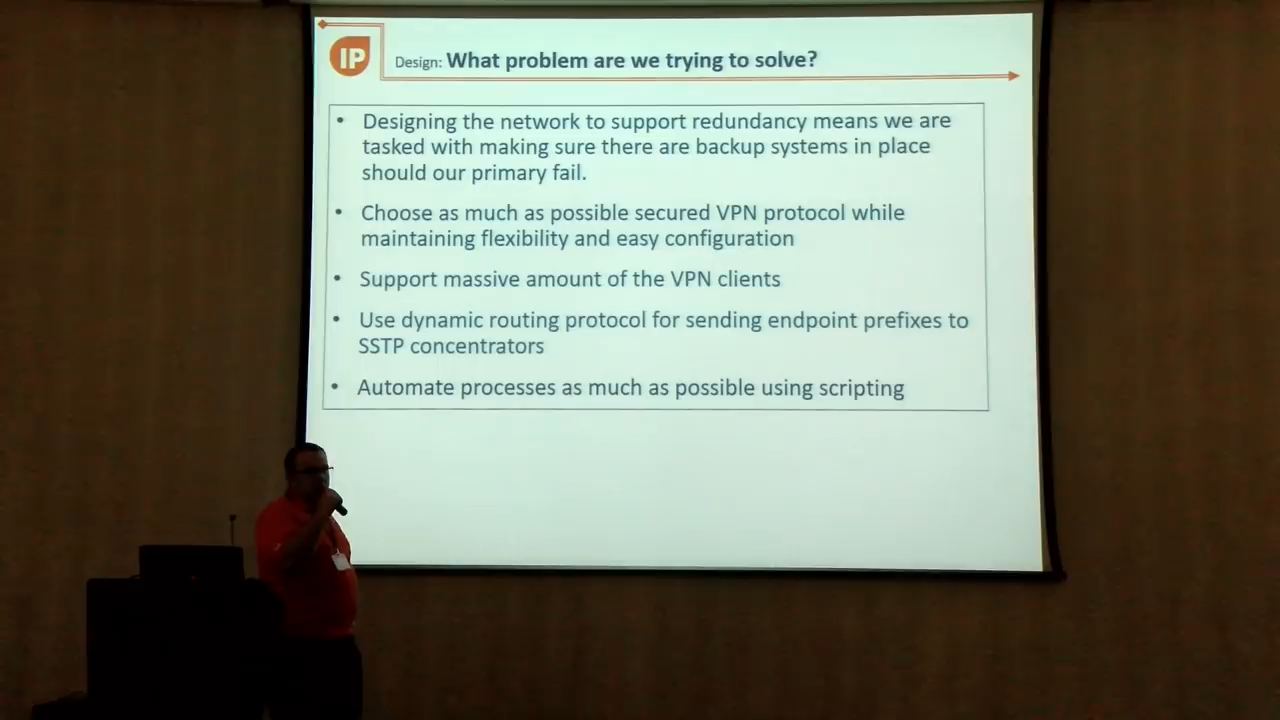 IP
Design: What problem are we trying to solve?
• Designing the network to support redundancy means we are
tasked with making sure there are backup systems in place
should our primary fail.
• Choose as much as possible secured VPN protocol while
maintaining flexibility and easy configuration
• Support massive amount of the VPN clients
• Use dynamic routing protocol for sending endpoint prefixes to
SSTP concentrators
• Automate processes as much as possible using scripting